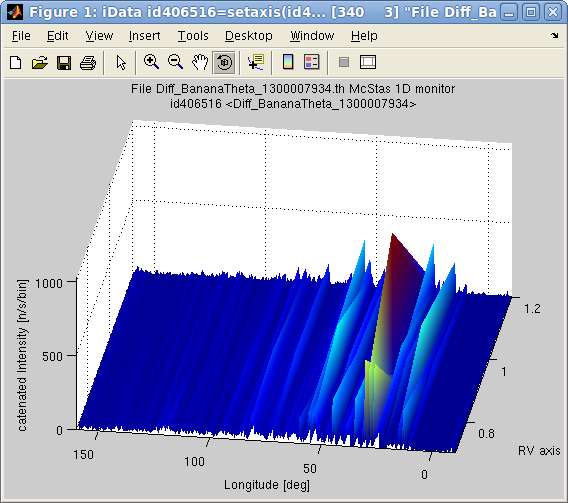 Figure 1: iData id406516=setaxis(id4... [340 3] "File Diff_Ba
File Edit View Insert Tools Desktop Window Help
File Diff_BananaTheta_1300007934.th McStas 1D monitor
id406516 <Diff_BananaTheta_1300007934>
1000
500
0
catenated Intensity [n/s/bin]
150
100
50
0
Longitude [deg]
1.2
1
0.8
RV axis